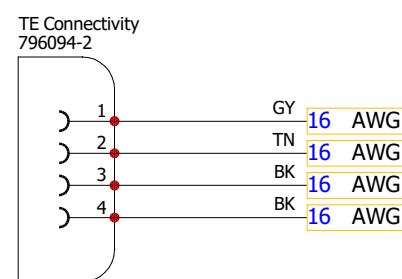 TE Connectivity
796094-2
1 GY 16 AWG
2 TN 16 AWG
3 BK 16 AWG
4 BK 16 AWG